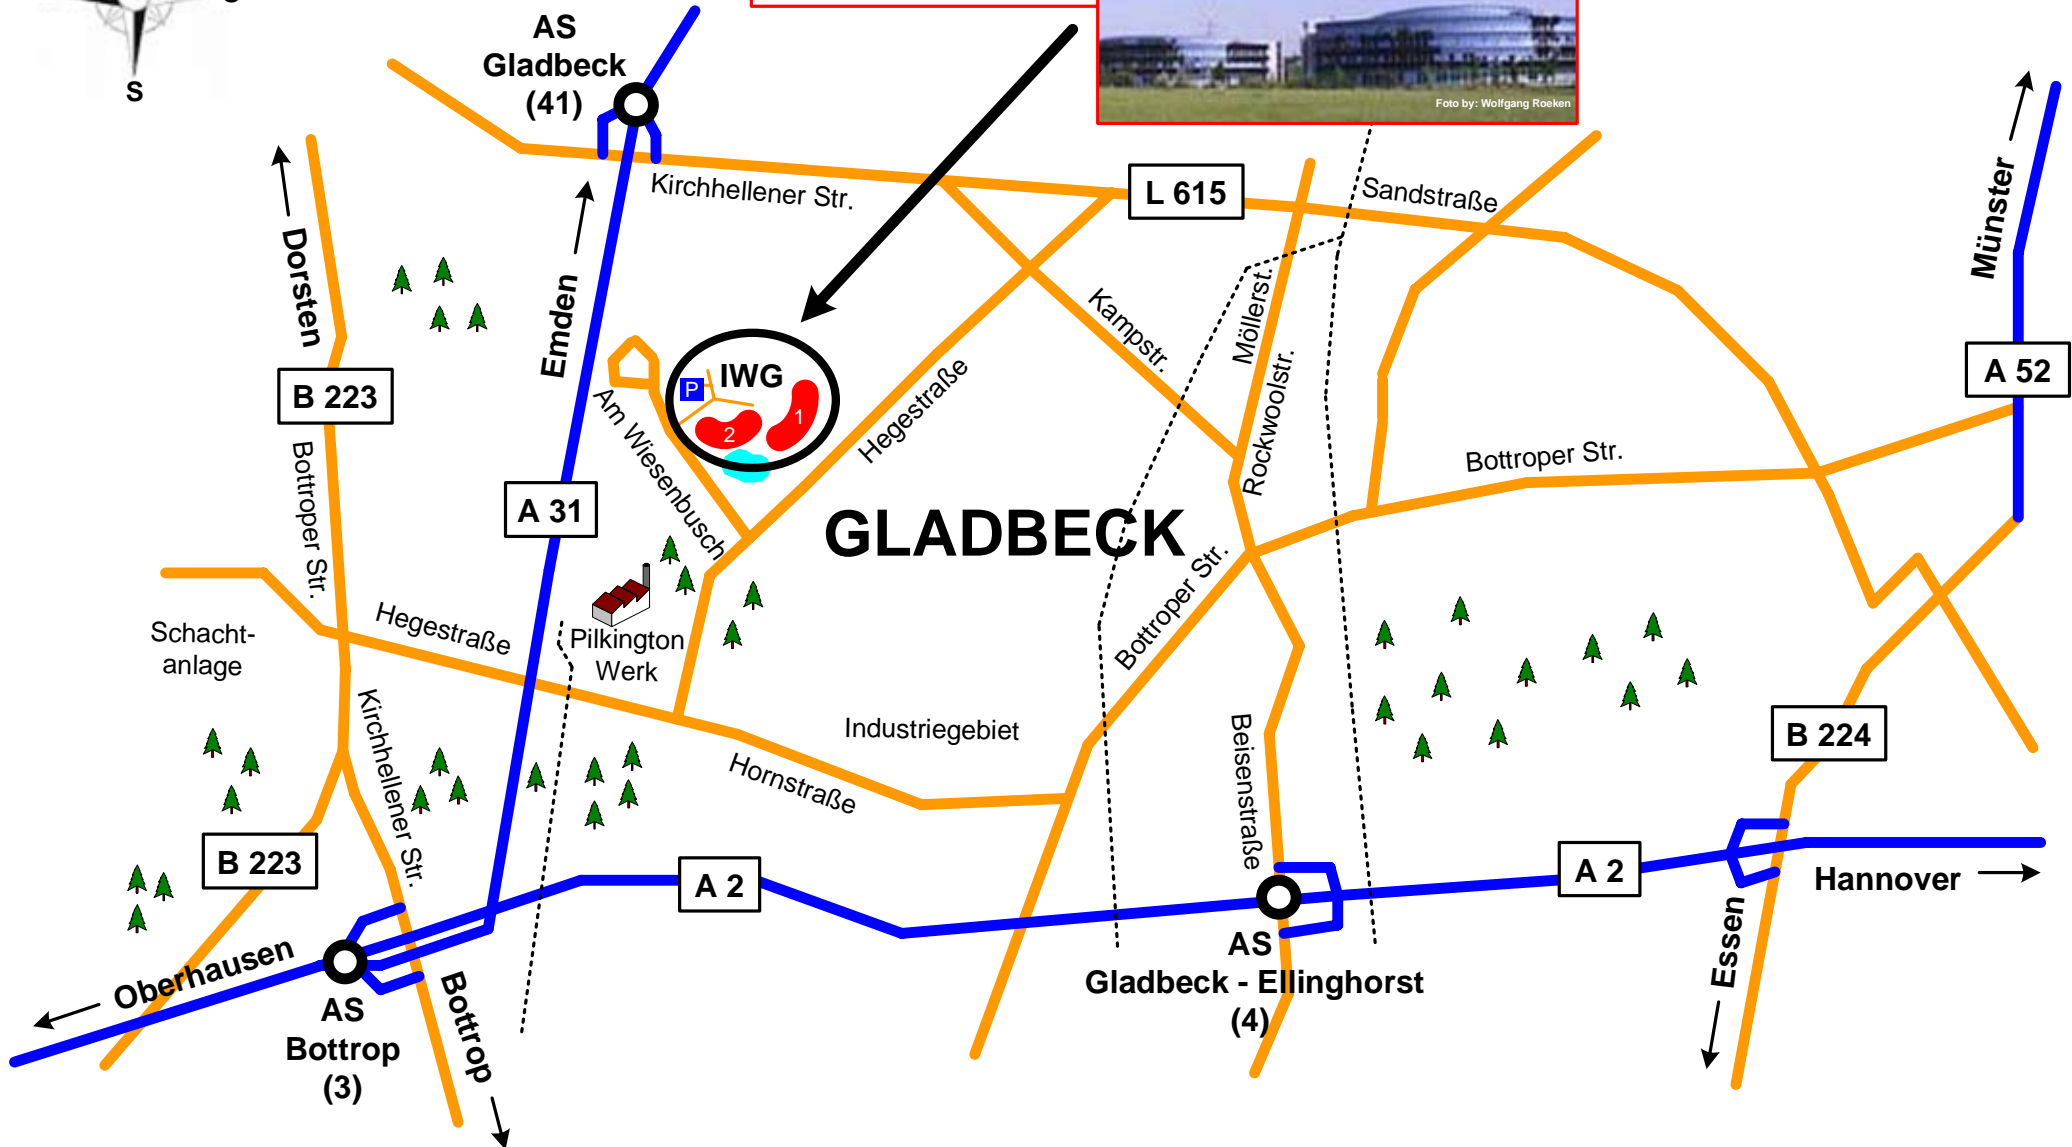 S
AS
Gladbeck
(41)
Foto by: Wolfgang Roeken
Kirchhellener Str.
L 615
Sandstraße
Münster
Dorsten
Emden
Möllerst.
Kampstr.
A 52
B 223
IWG
P
1
2
Hegestraße
Rockwoolstr.
Am Wiesenbusch
Bottroper Str.
Bottroper Str.
A 31
GLADBECK
Bottroper Str.
Hegestraße
Schacht-
anlage
Pilkington
Werk
Kirchhellener Str.
Industriegebiet
Beisenstraße
B 224
Hornstraße
B 223
A 2
A 2
Hannover
Oberhausen
AS
Bottrop
(3)
Bottrop
AS
Gladbeck - Ellinghorst
(4)
Essen